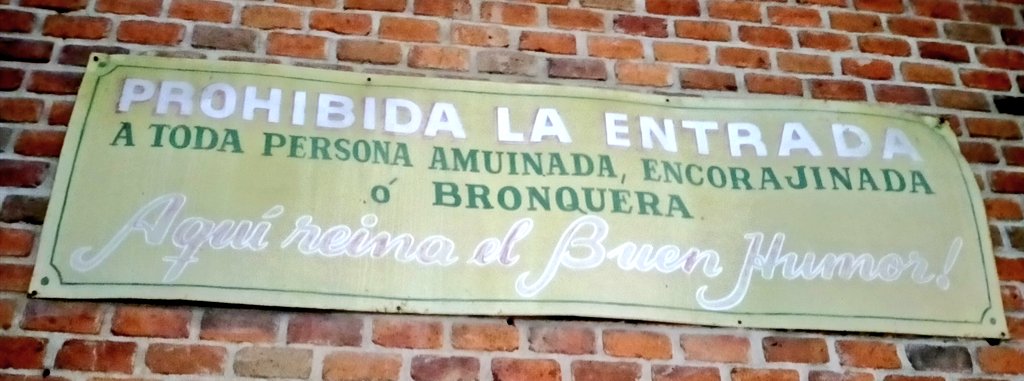 PROHIBIDA LA ENTRADA
A TODA PERSONA AMUINADA, ENCORAJINADA
Ó BRONQUERA
Aquí reina el Buen Humor!